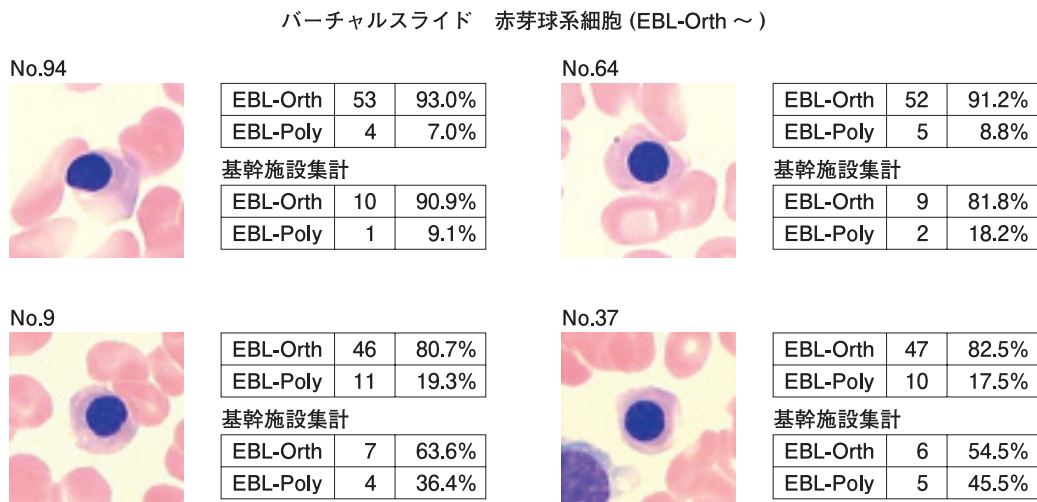 バーチャルスライド 赤芽球系細胞 (EBL-Orth ~ )
No.94
EBL-Orth 53 93.0%
EBL-Poly 4 7.0%
基幹施設集計
EBL-Orth 10 90.9%
EBL-Poly 1 9.1%
No.64
EBL-Orth 52 91.2%
EBL-Poly 5 8.8%
基幹施設集計
EBL-Orth 9 81.8%
EBL-Poly 2 18.2%
No.9
EBL-Orth 46 80.7%
EBL-Poly 11 19.3%
基幹施設集計
EBL-Orth 7 63.6%
EBL-Poly 4 36.4%
No.37
EBL-Orth 47 82.5%
EBL-Poly 10 17.5%
基幹施設集計
EBL-Orth 6 54.5%
EBL-Poly 5 45.5%